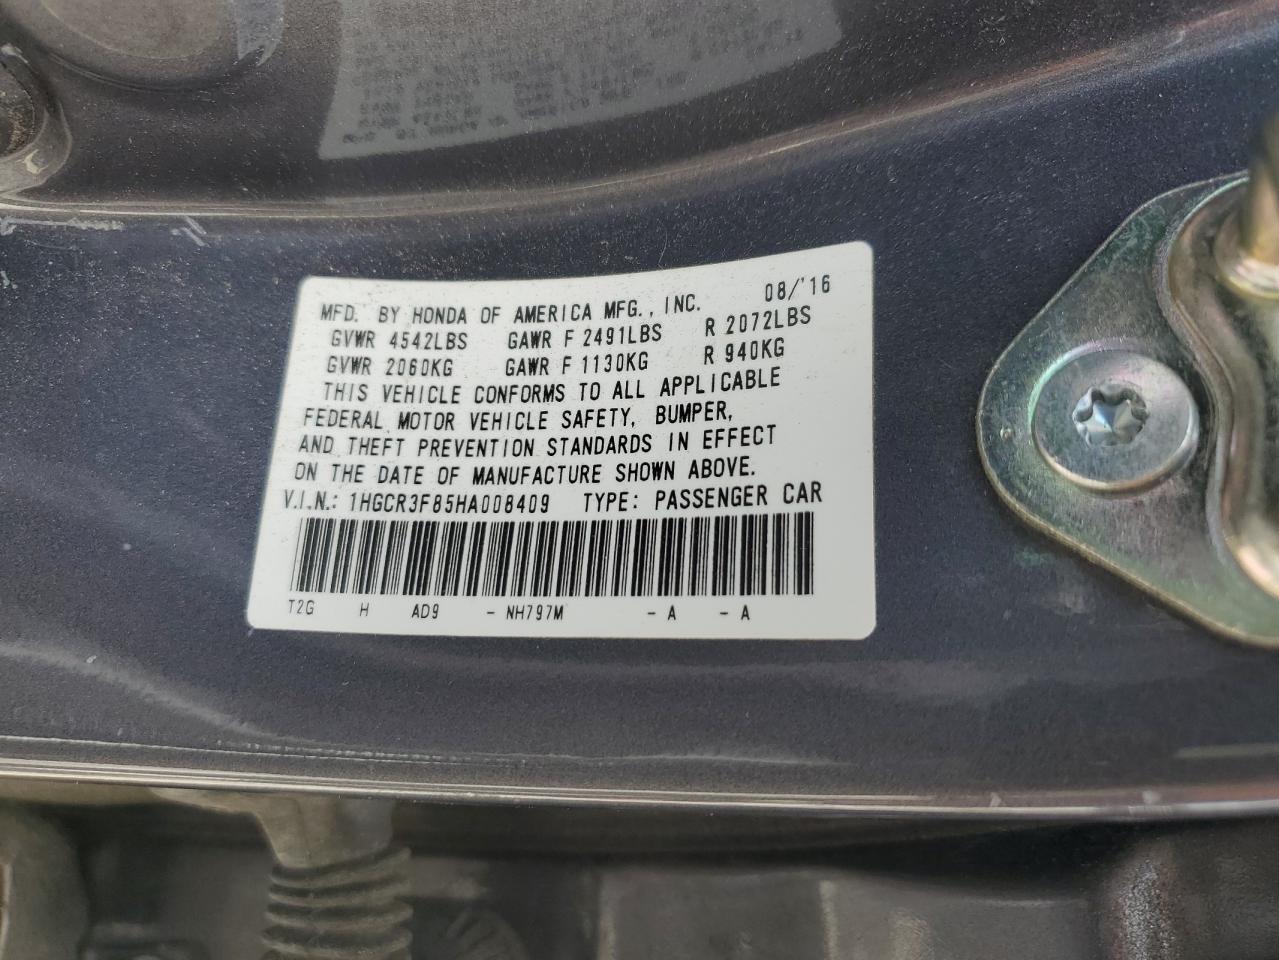 MFD. BY HONDA OF AMERICA MFG., INC. 08/'16
GVWR 4542LBS GAWR F 2491LBS R 2072LBS
GVWR 2060KG GAWR F 1130KG R 940KG
THIS VEHICLE CONFORMS TO ALL APPLICABLE
FEDERAL MOTOR VEHICLE SAFETY, BUMPER,
AND THEFT PREVENTION STANDARDS IN EFFECT
ON THE DATE OF MANUFACTURE SHOWN ABOVE.
V.I.N.: 1HGCR3F85HA008409 TYPE: PASSENGER CAR
T2G H AD9 - NH797M - A - A